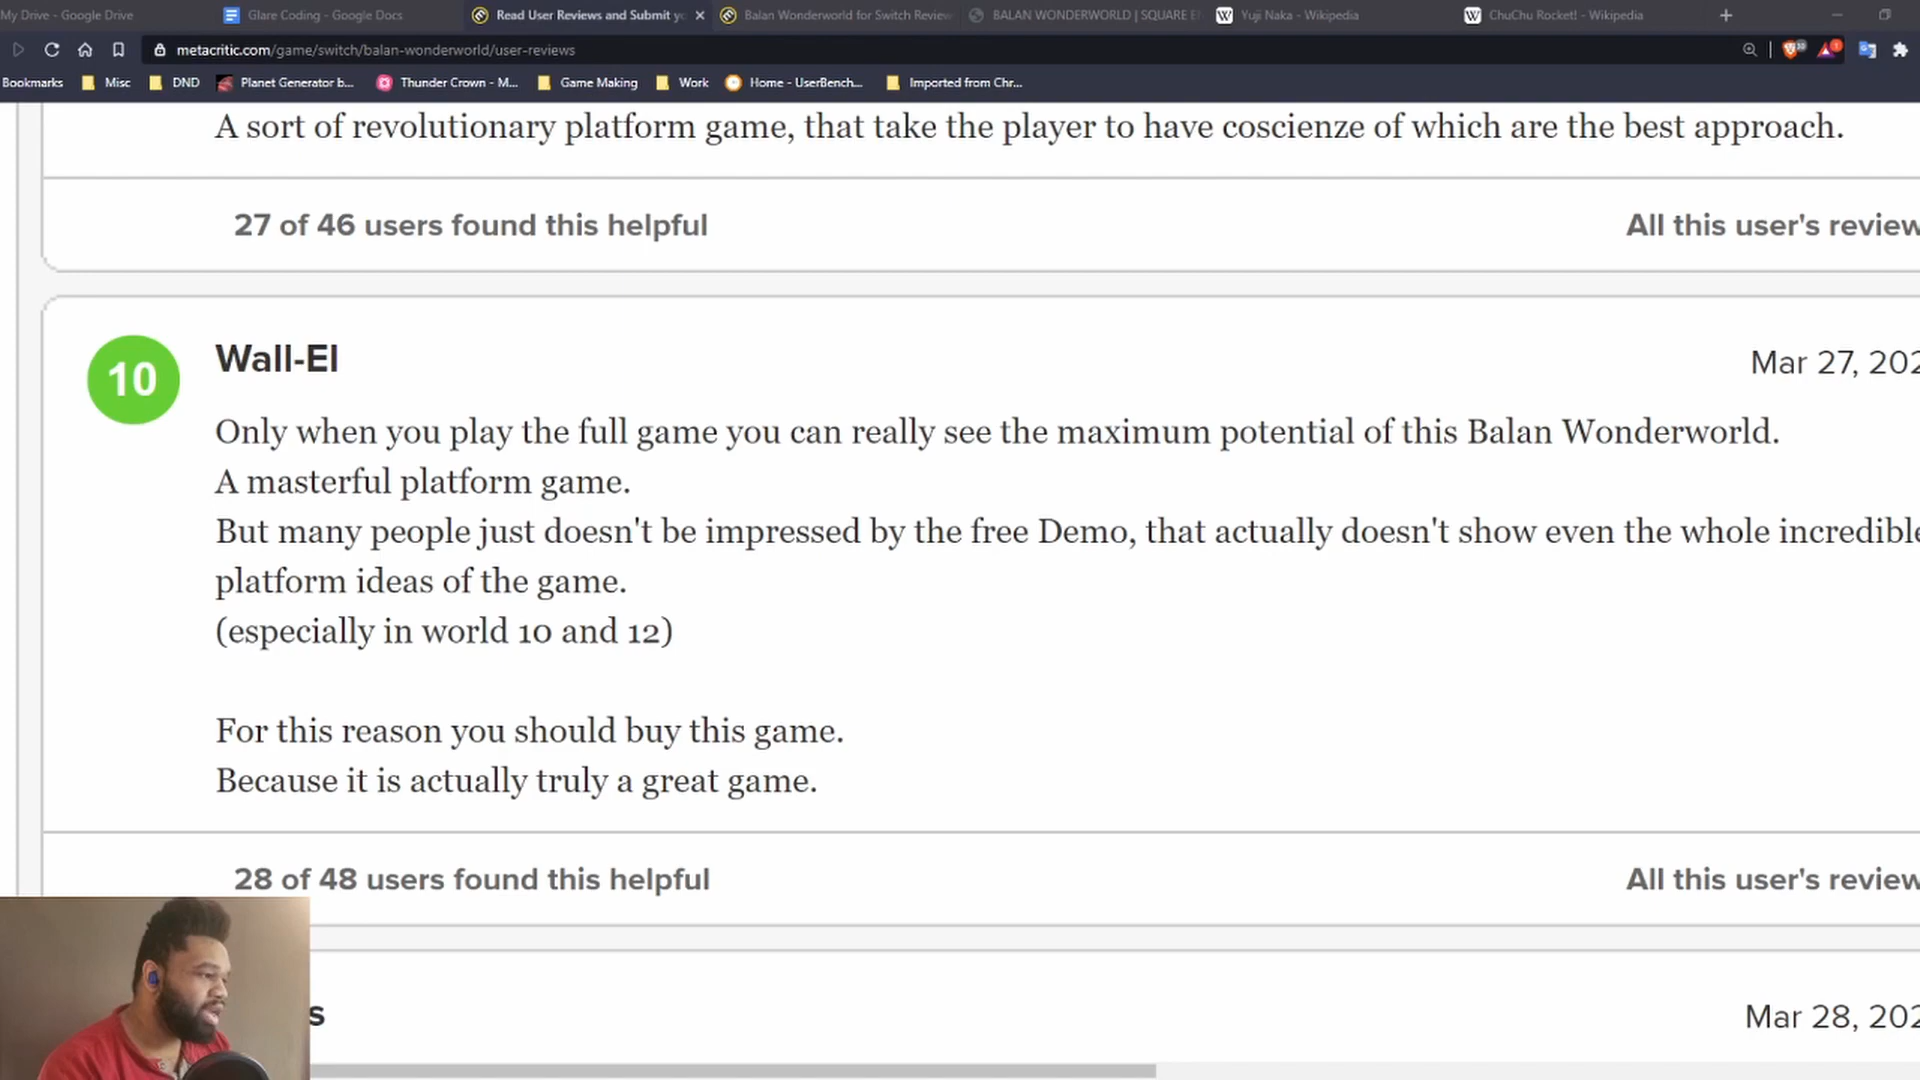 My Drive - Google Drive
Glare Coding - Google Docs
Read User Reviews and Submit yo
Balan Wonderworld for Switch Review
BALAN WONDERWORLD | SQUARE E
Yuji Naka - Wikipedia
ChuChu Rocket! - Wikipedia
metacritic.com/game/switch/balan-wonderworld/user-reviews
Bookmarks
Misc
DND
Planet Generator b...
Thunder Crown - M...
Game Making
Work
Home - UserBench...
Imported from Chr...
A sort of revolutionary platform game, that take the player to have coscienze of which are the best approach.
27 of 46 users found this helpful
All this user's review
10
Wall-El
Mar 27, 202
Only when you play the full game you can really see the maximum potential of this Balan Wonderworld.
A masterful platform game.
But many people just doesn't be impressed by the free Demo, that actually doesn't show even the whole incredible
platform ideas of the game.
(especially in world 10 and 12)
For this reason you should buy this game.
Because it is actually truly a great game.
28 of 48 users found this helpful
All this user's review
s
Mar 28, 202